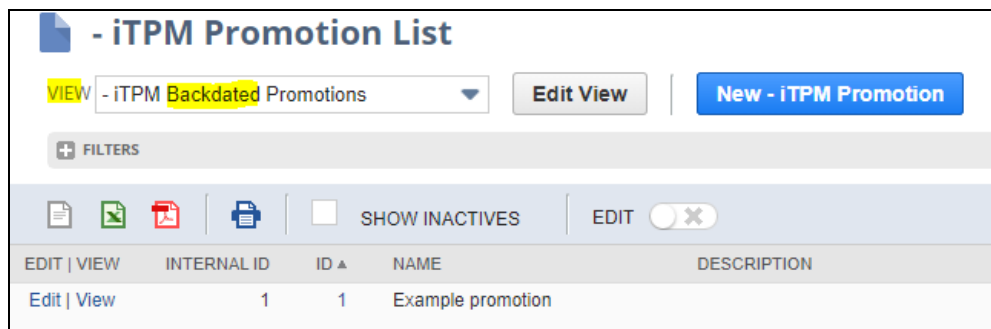 - iTPM Promotion List
VIEW - iTPM Backdated Promotions Edit View New - iTPM Promotion
FILTERS
SHOW INACTIVES EDIT
EDIT | VIEW INTERNAL ID ID NAME DESCRIPTION
Edit | View 1 1 Example promotion